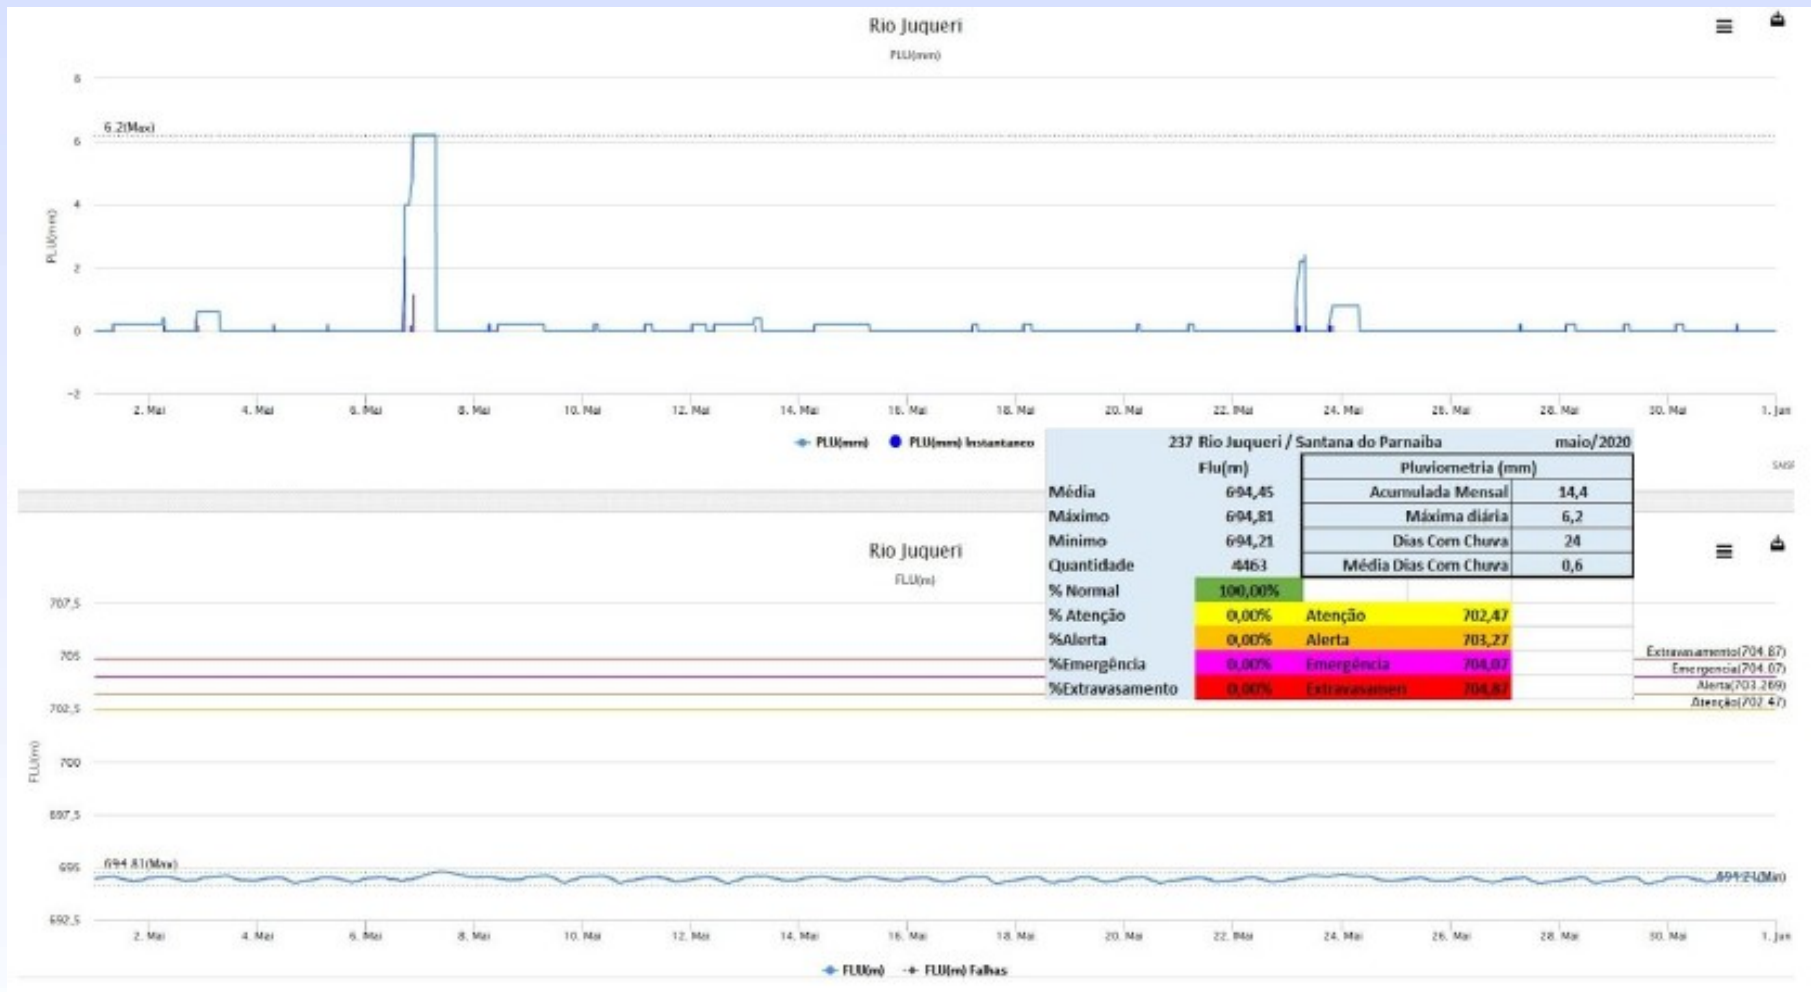 Rio Juqueri
PLU(mm)
8
6.2(Max)
6
4
2
0
-2
PLU(mm)
2. Mai 4. Mai 6. Mai 8. Mai 10. Mai 12. Mai 14. Mai 16. Mai 18. Mai 20. Mai 22. Mai 24. Mai 26. Mai 28. Mai 30. Mai 1. Jun
PLU(mm) PLU(mm) Instantaneo
237 Rio Juqueri / Santana do Parnaiba maio/2020
Flu(m) Pluviometria (mm)
Média 694,45 Acumulada Mensal 14,4
Máximo 694,81 Máxima diária 6,2
Minimo 694,21 Dias Com Chuva 24
Quantidade 4463 Média Dias Com Chuva 0,6
% Normal 100,00%
% Atenção 0,00% Atenção 702,47
%Alerta 0,00% Alerta 703,27
%Emergência 0,00% Emergência 704,07
%Extravasamento 0,00% Extravasamen 704,87
Rio Juqueri
FLU(m)
707,5
705
702,5
700
697,5
695
692,5
FLU(m)
Extravasamento(704.87)
Emergencia(704.07)
Alerta(703.269)
Atenção(702.47)
694.81(Max)
694.21(Min)
2. Mai 4. Mai 6. Mai 8. Mai 10. Mai 12. Mai 14. Mai 16. Mai 18. Mai 20. Mai 22. Mai 24. Mai 26. Mai 28. Mai 30. Mai 1. Jun
FLU(m) FLU(m) Falhas